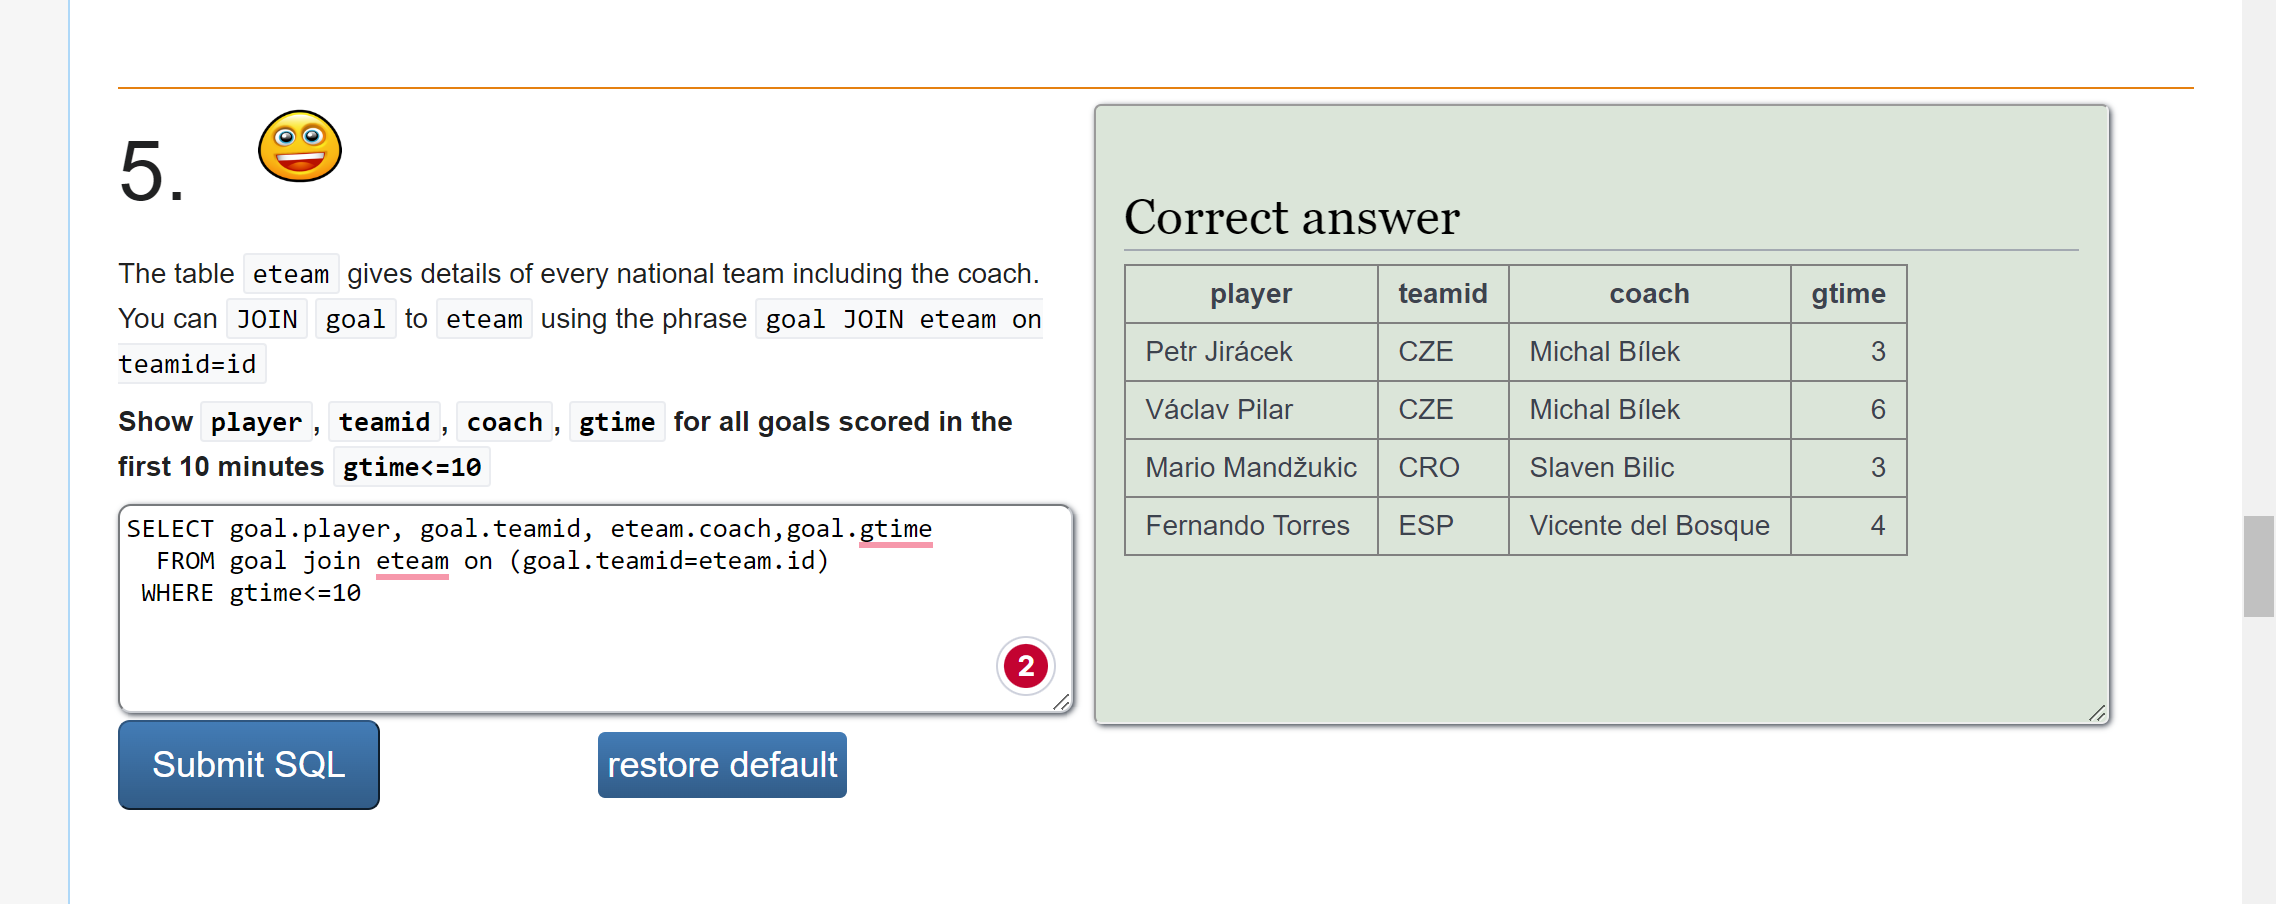 5.
The table eteam gives details of every national team including the coach.
You can JOIN goal to eteam using the phrase goal JOIN eteam on
teamid=id
Show player, teamid, coach, gtime for all goals scored in the
first 10 minutes gtime<=10
SELECT goal.player, goal.teamid, eteam.coach,goal.gtime
FROM goal join eteam on (goal.teamid=eteam.id)
WHERE gtime<=10
2
Submit SQL
restore default
Correct answer
player teamid coach gtime
Petr Jirácek CZE Michal Bílek 3
Václav Pilar CZE Michal Bílek 6
Mario Mandžukic CRO Slaven Bilic 3
Fernando Torres ESP Vicente del Bosque 4